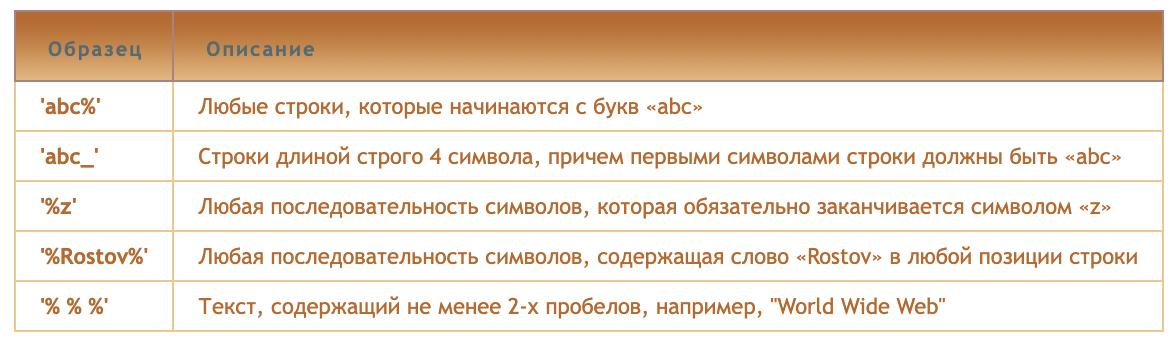 Образец Описание
'abc%' Любые строки, которые начинаются с букв «abc»
'abc_' Строки длиной строго 4 символа, причем первыми символами строки должны быть «abc»
'%z' Любая последовательность символов, которая обязательно заканчивается символом «z»
'%Rostov%' Любая последовательность символов, содержащая слово «Rostov» в любой позиции строки
'% % %' Текст, содержащий не менее 2-х пробелов, например, "World Wide Web"